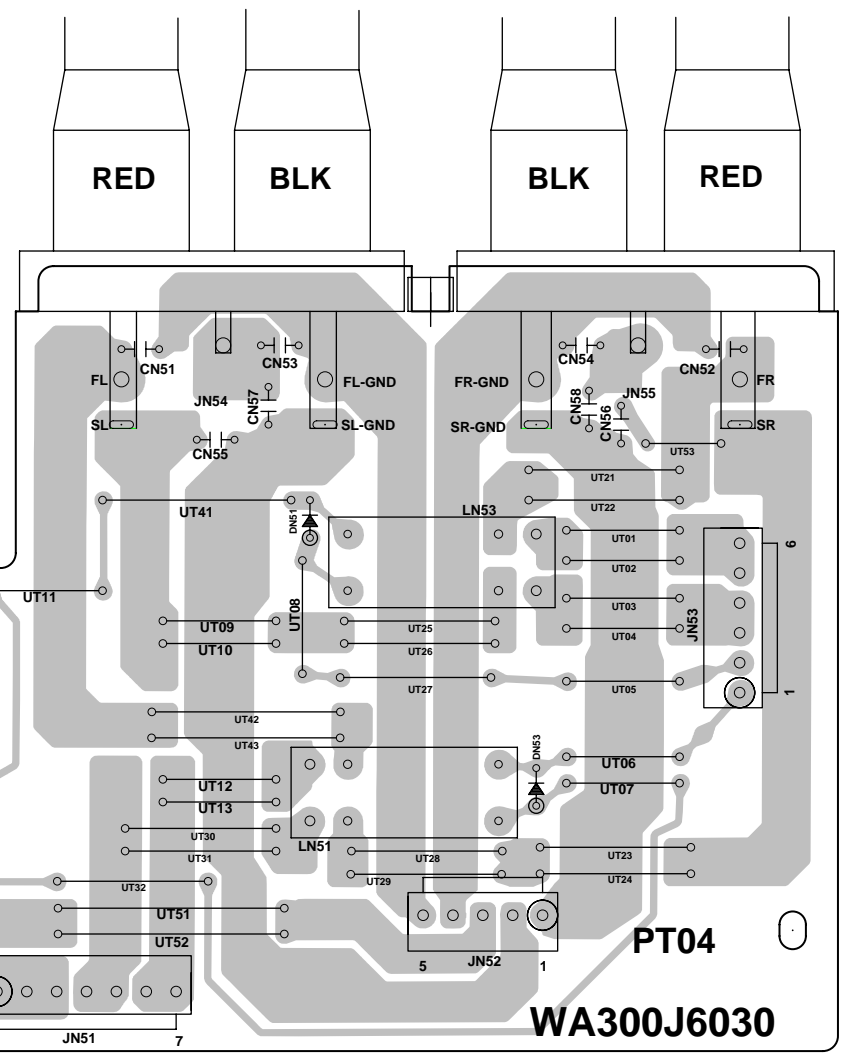 RED
BLK
BLK
RED
CN51
CN53
CN54
CN52
FL
FL-GND
FR-GND
FR
JN54
CN57
CN58
CN56
JN55
SL
SL-GND
SR-GND
SR
CN55
UT53
UT21
UT41
DN51
LN53
UT22
UT01
6
UT02
UT11
UT08
UT03
JN53
UT09
UT25
UT04
UT10
UT26
UT27
UT05
1
UT42
UT43
DN53
UT06
UT12
UT07
UT13
UT30
LN51
UT31
UT28
UT23
UT32
UT29
UT24
UT51
UT52
PT04
5
JN52
1
WA300J6030
JN51
7